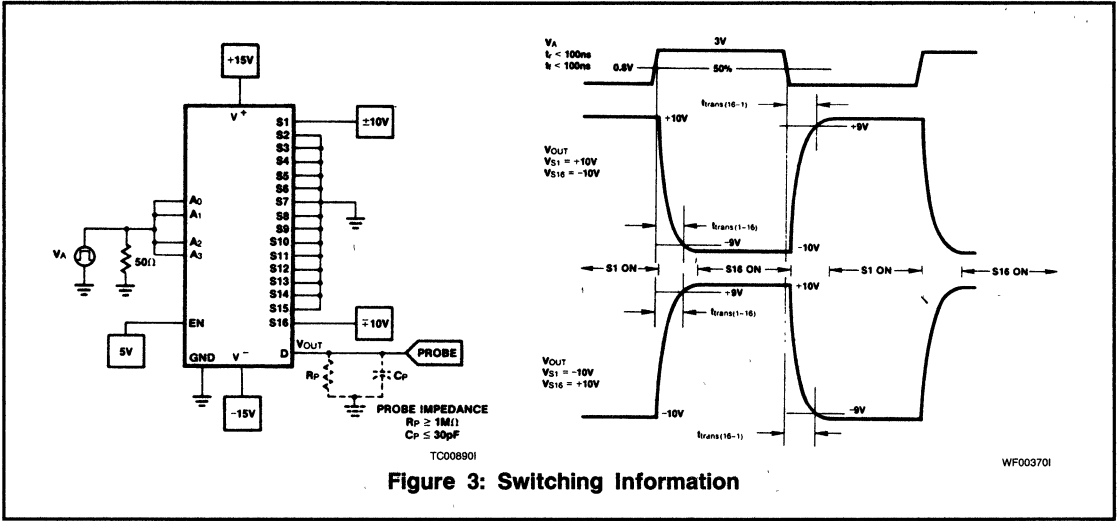 +15V
V+
S1
±10V
S2
S3
S4
S5
S6
S7
S8
S9
S10
S11
S12
S13
S14
S15
S16
∓10V
A0
A1
A2
A3
VA
50Ω
EN
5V
GND
V−
D
VOUT
PROBE
−15V
RP
CP
PROBE IMPEDANCE
RP ≥ 1MΩ
CP ≤ 30pF
TC00890I
VA
tr < 100ns
tf < 100ns
0.8V
3V
50%
ttrans(16-1)
+10V
+9V
VOUT
VS1 = +10V
VS16 = −10V
ttrans(1-16)
−9V
−10V
S1 ON
S16 ON
S1 ON
S16 ON
+9V
+10V
ttrans(1-16)
VOUT
VS1 = −10V
VS16 = +10V
−10V
−9V
ttrans(16-1)
WF00370I
Figure 3: Switching Information